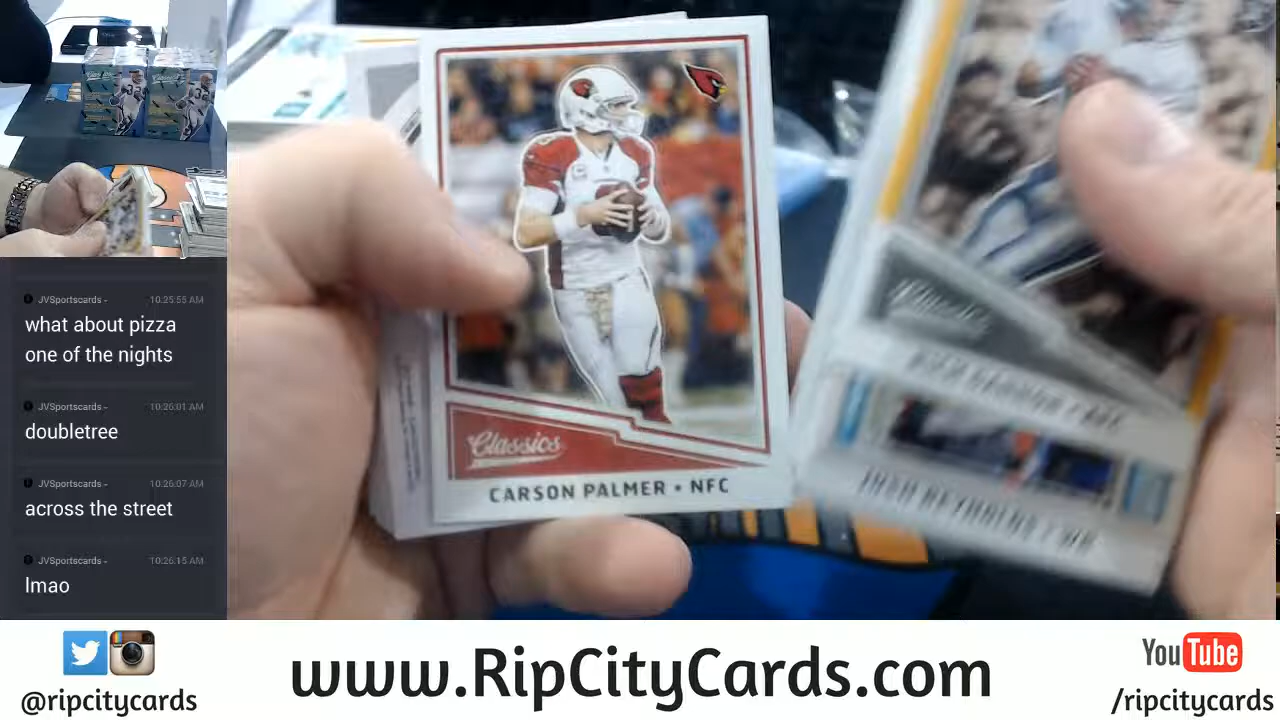 JVSportscards - 10:25:55 AM
what about pizza
one of the nights
JVSportscards - 10:26:01 AM
doubletree
JVSportscards - 10:26:07 AM
across the street
JVSportscards - 10:26:15 AM
lmao
Classics
CARSON PALMER • NFC
Classics
@ripcitycards
www.RipCityCards.com
YouTube
/ripcitycards